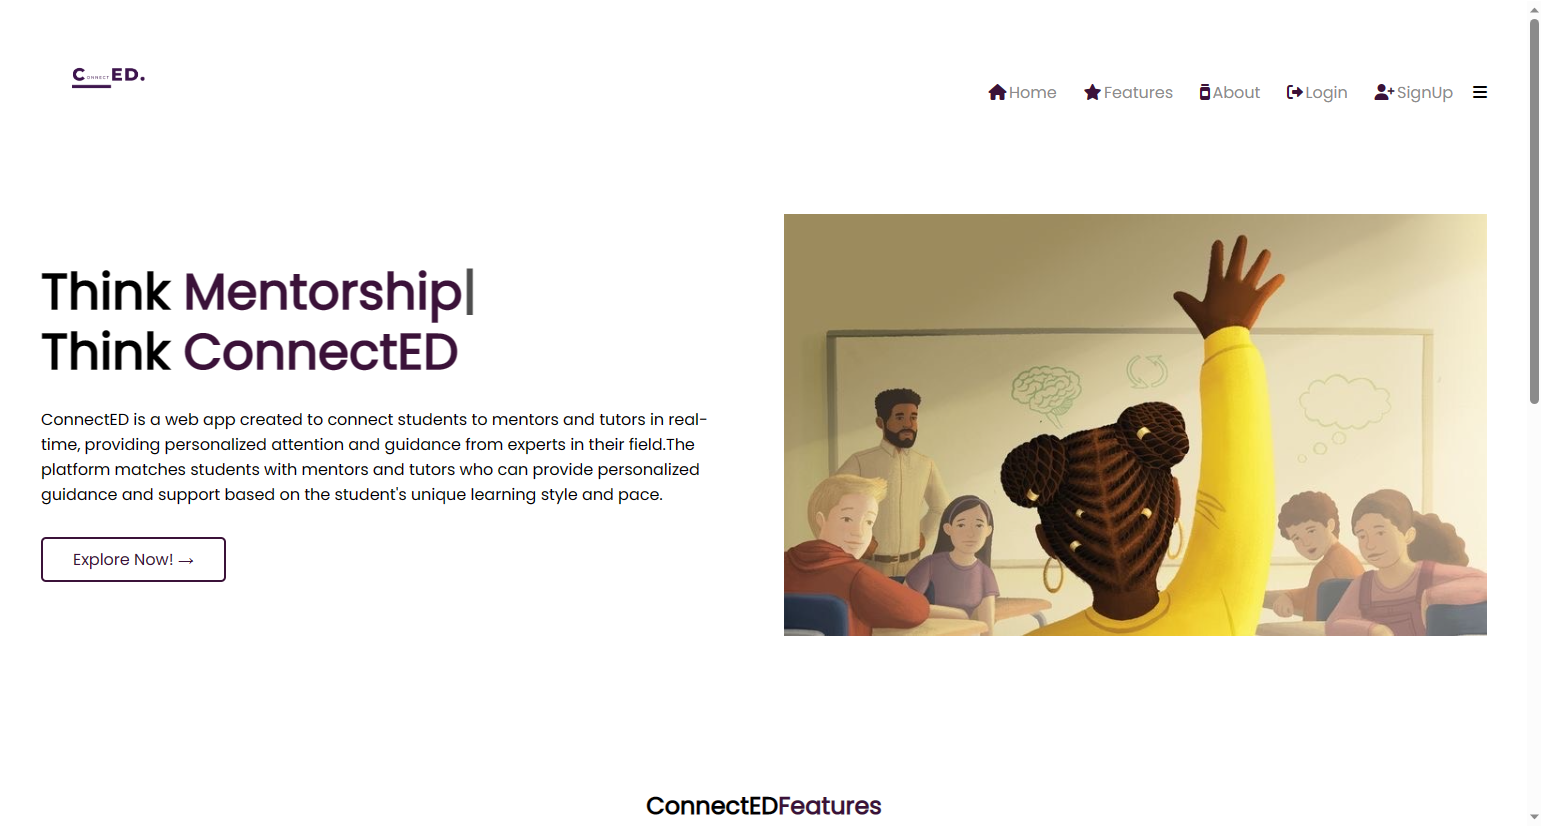 CONNECTED.
Home Features About Login SignUp
Think Mentorship|
Think ConnectED
ConnectED is a web app created to connect students to mentors and tutors in real-
time, providing personalized attention and guidance from experts in their field.The
platform matches students with mentors and tutors who can provide personalized
guidance and support based on the student's unique learning style and pace.
Explore Now! →
ConnectEDFeatures